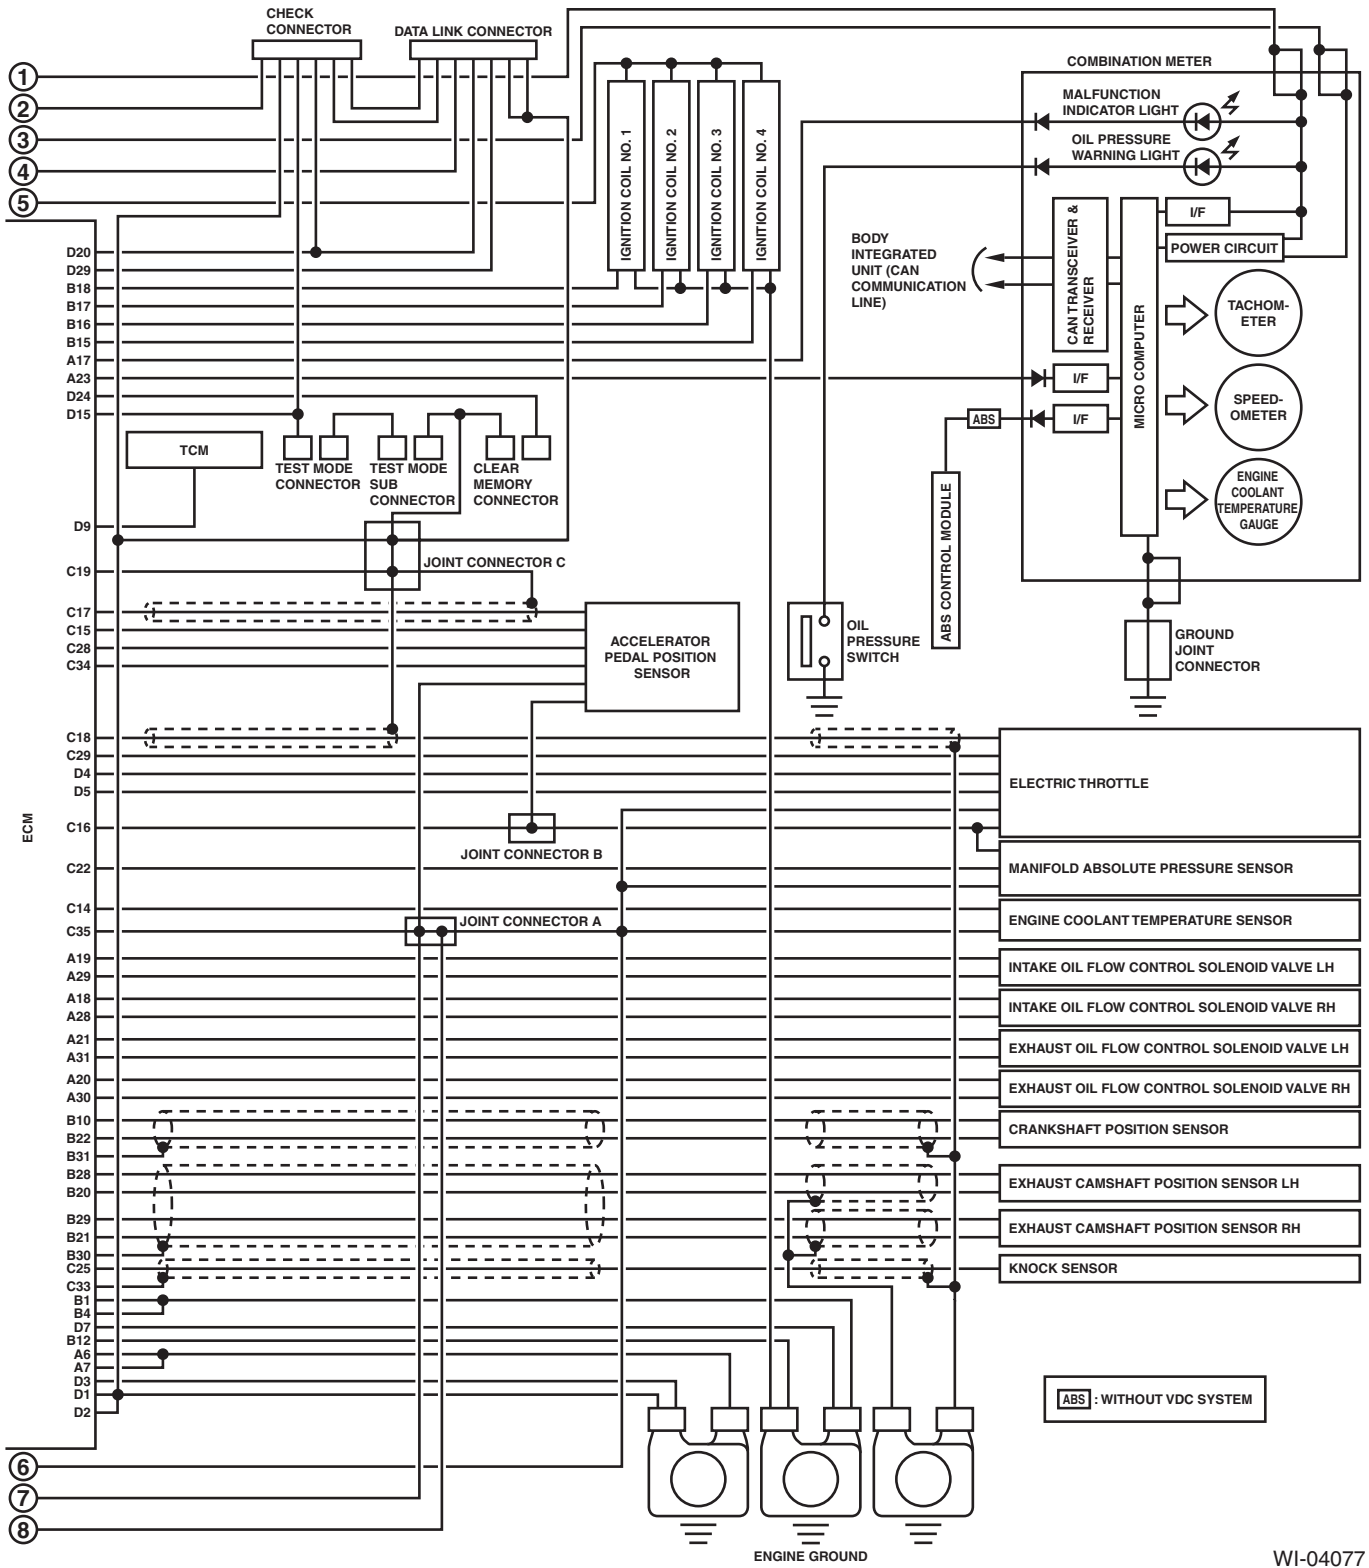 CHECK
CONNECTOR
DATA LINK CONNECTOR
COMBINATION METER
1
2
3
4
5
MALFUNCTION
INDICATOR LIGHT
OIL PRESSURE
WARNING LIGHT
IGNITION COIL NO. 1
IGNITION COIL NO. 2
IGNITION COIL NO. 3
IGNITION COIL NO. 4
BODY
INTEGRATED
UNIT (CAN
COMMUNICATION
LINE)
CAN TRANSCEIVER &
RECEIVER
MICRO COMPUTER
I/F
POWER CIRCUIT
TACHOM-
ETER
I/F
SPEED-
OMETER
ABS
I/F
ENGINE
COOLANT
TEMPERATURE
GAUGE
ABS CONTROL MODULE
D20
D29
B18
B17
B16
B15
A17
A23
D24
D15
TCM
TEST MODE
CONNECTOR
TEST MODE
SUB
CONNECTOR
CLEAR
MEMORY
CONNECTOR
D9
JOINT CONNECTOR C
C19
C17
C15
C28
C34
ACCELERATOR
PEDAL POSITION
SENSOR
OIL
PRESSURE
SWITCH
GROUND
JOINT
CONNECTOR
ECM
C18
C29
D4
D5
C16
ELECTRIC THROTTLE
JOINT CONNECTOR B
C22
MANIFOLD ABSOLUTE PRESSURE SENSOR
C14
C35
JOINT CONNECTOR A
ENGINE COOLANT TEMPERATURE SENSOR
A19
A29
INTAKE OIL FLOW CONTROL SOLENOID VALVE LH
A18
A28
INTAKE OIL FLOW CONTROL SOLENOID VALVE RH
A21
A31
EXHAUST OIL FLOW CONTROL SOLENOID VALVE LH
A20
A30
EXHAUST OIL FLOW CONTROL SOLENOID VALVE RH
B10
B22
B31
CRANKSHAFT POSITION SENSOR
B28
B20
EXHAUST CAMSHAFT POSITION SENSOR LH
B29
B21
B30
EXHAUST CAMSHAFT POSITION SENSOR RH
C25
C33
KNOCK SENSOR
B1
B4
D7
B12
A6
A7
D3
D1
D2
ABS : WITHOUT VDC SYSTEM
6
7
8
ENGINE GROUND
WI-04077